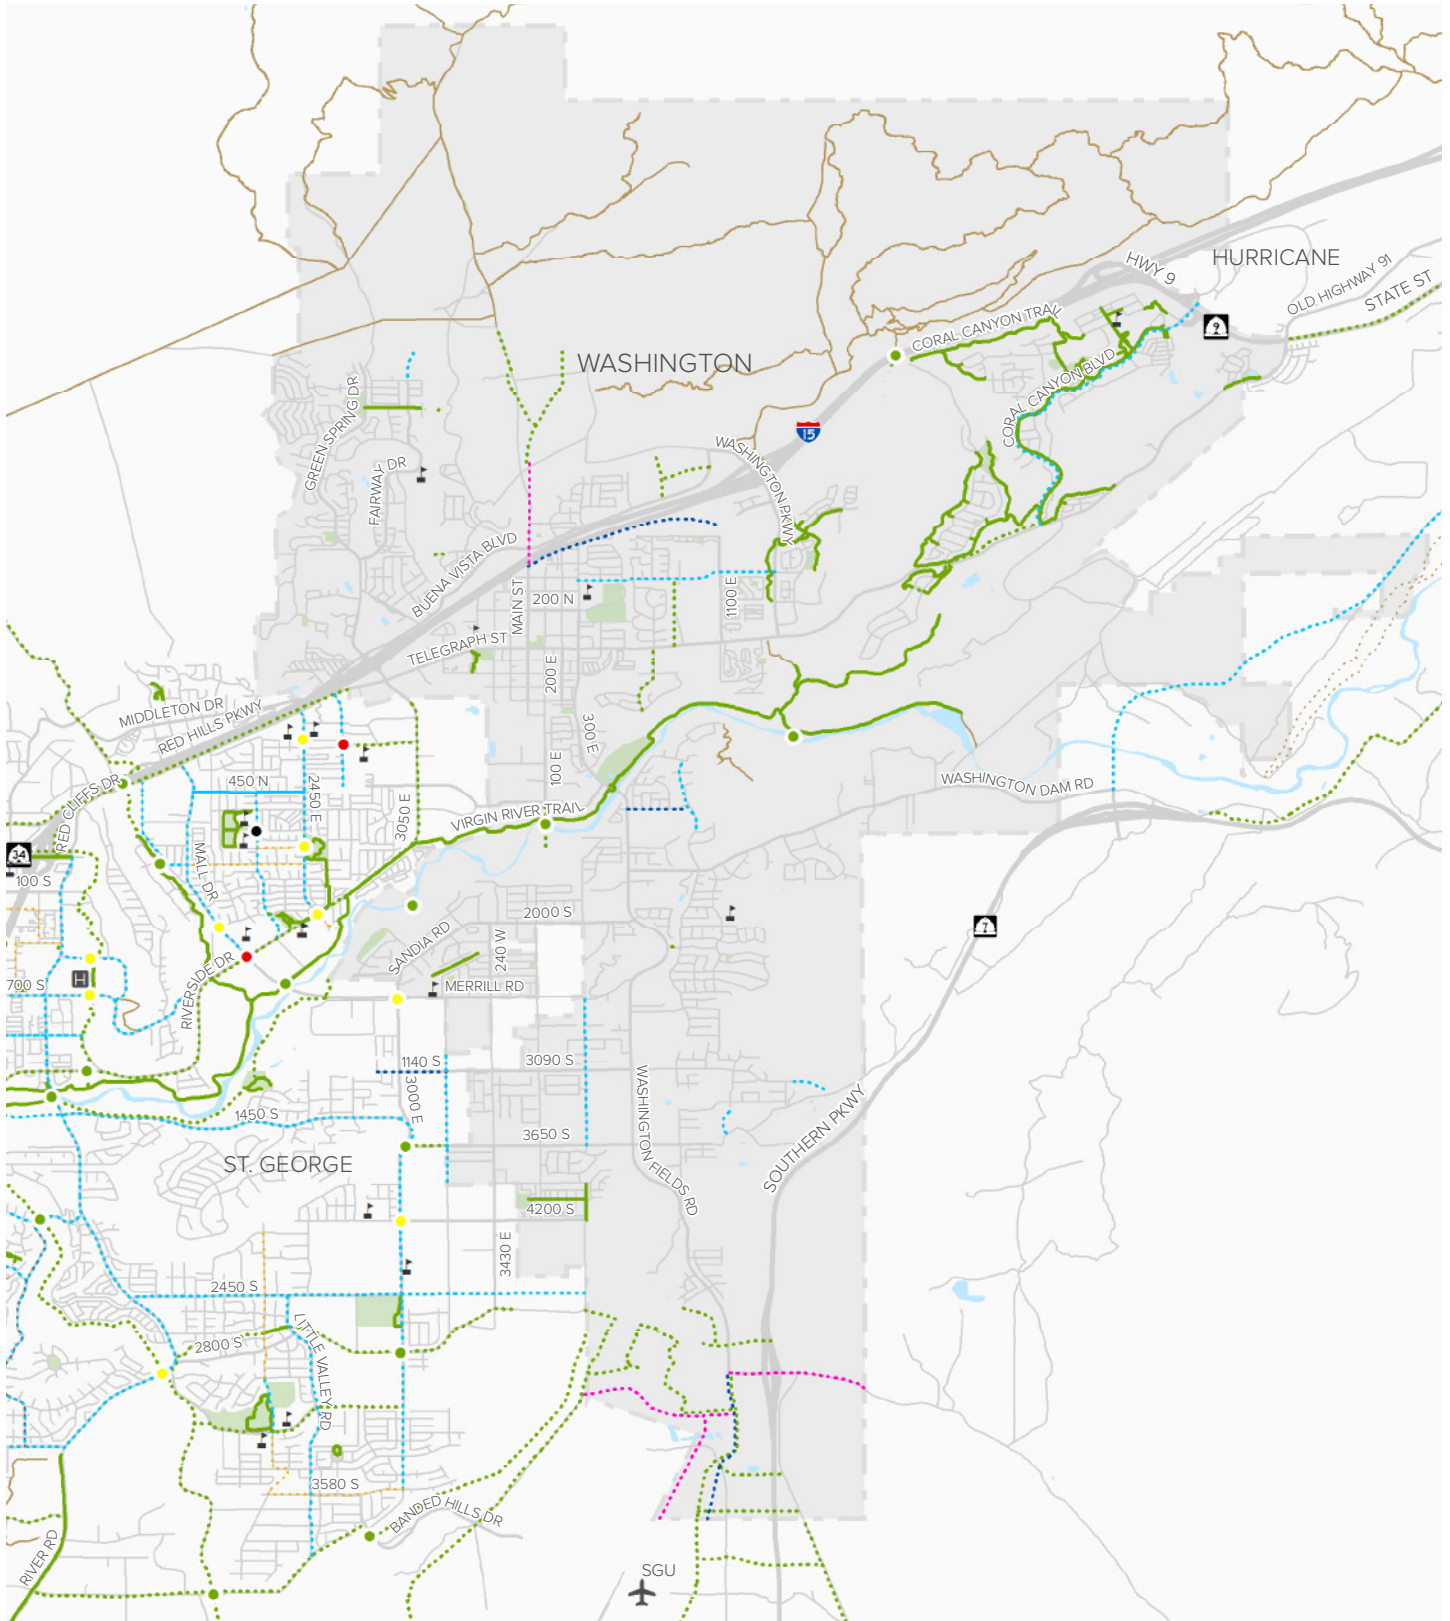 HURRICANE
HWY 9
OLD HIGHWAY 91
STATE ST
9
CORAL CANYON TRAIL
WASHINGTON
CORAL CANYON BLVD
GREEN SPRING DR
15
WASHINGTON PKWY
FAIRWAY DR
BUENA VISTA BLVD
MAIN ST
200 N
1100 E
TELEGRAPH ST
200 E
300 E
MIDDLETON DR
RED HILLS PKWY
100 E
WASHINGTON DAM RD
450 N
2450 E
RED CLIFFS DR
3050 E
VIRGIN RIVER TRAIL
34
100 S
MALL DR
2000 S
7
SANDIA RD
240 W
RIVERSIDE DR
H
700 S
MERRILL RD
1140 S
3090 S
3000 E
WASHINGTON FIELDS RD
1450 S
3650 S
SOUTHERN PKWY
ST. GEORGE
4200 S
3430 E
2450 S
LITTLE VALLEY RD
2800 S
3580 S
BANDED HILLS DR
RIVER RD
SGU